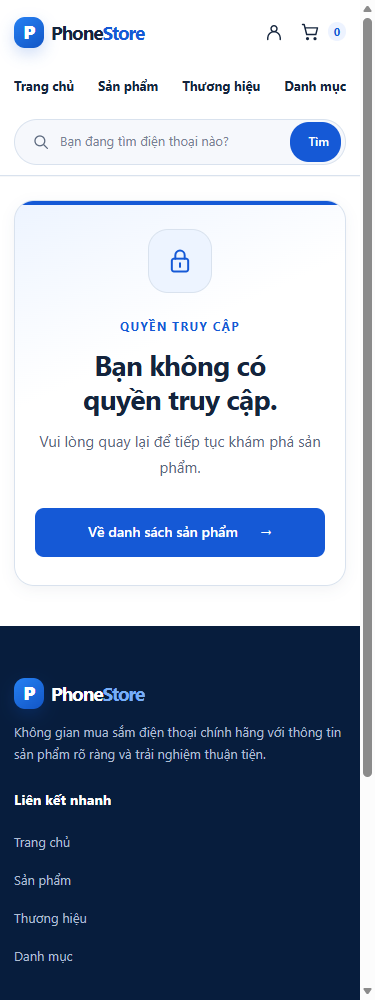 P PhoneStore 0
Trang chủ Sản phẩm Thương hiệu Danh mục
Bạn đang tìm điện thoại nào? Tìm
QUYỀN TRUY CẬP
Bạn không có
quyền truy cập.
Vui lòng quay lại để tiếp tục khám phá sản
phẩm.
Về danh sách sản phẩm →
P PhoneStore
Không gian mua sắm điện thoại chính hãng với thông tin
sản phẩm rõ ràng và trải nghiệm thuận tiện.
Liên kết nhanh
Trang chủ
Sản phẩm
Thương hiệu
Danh mục